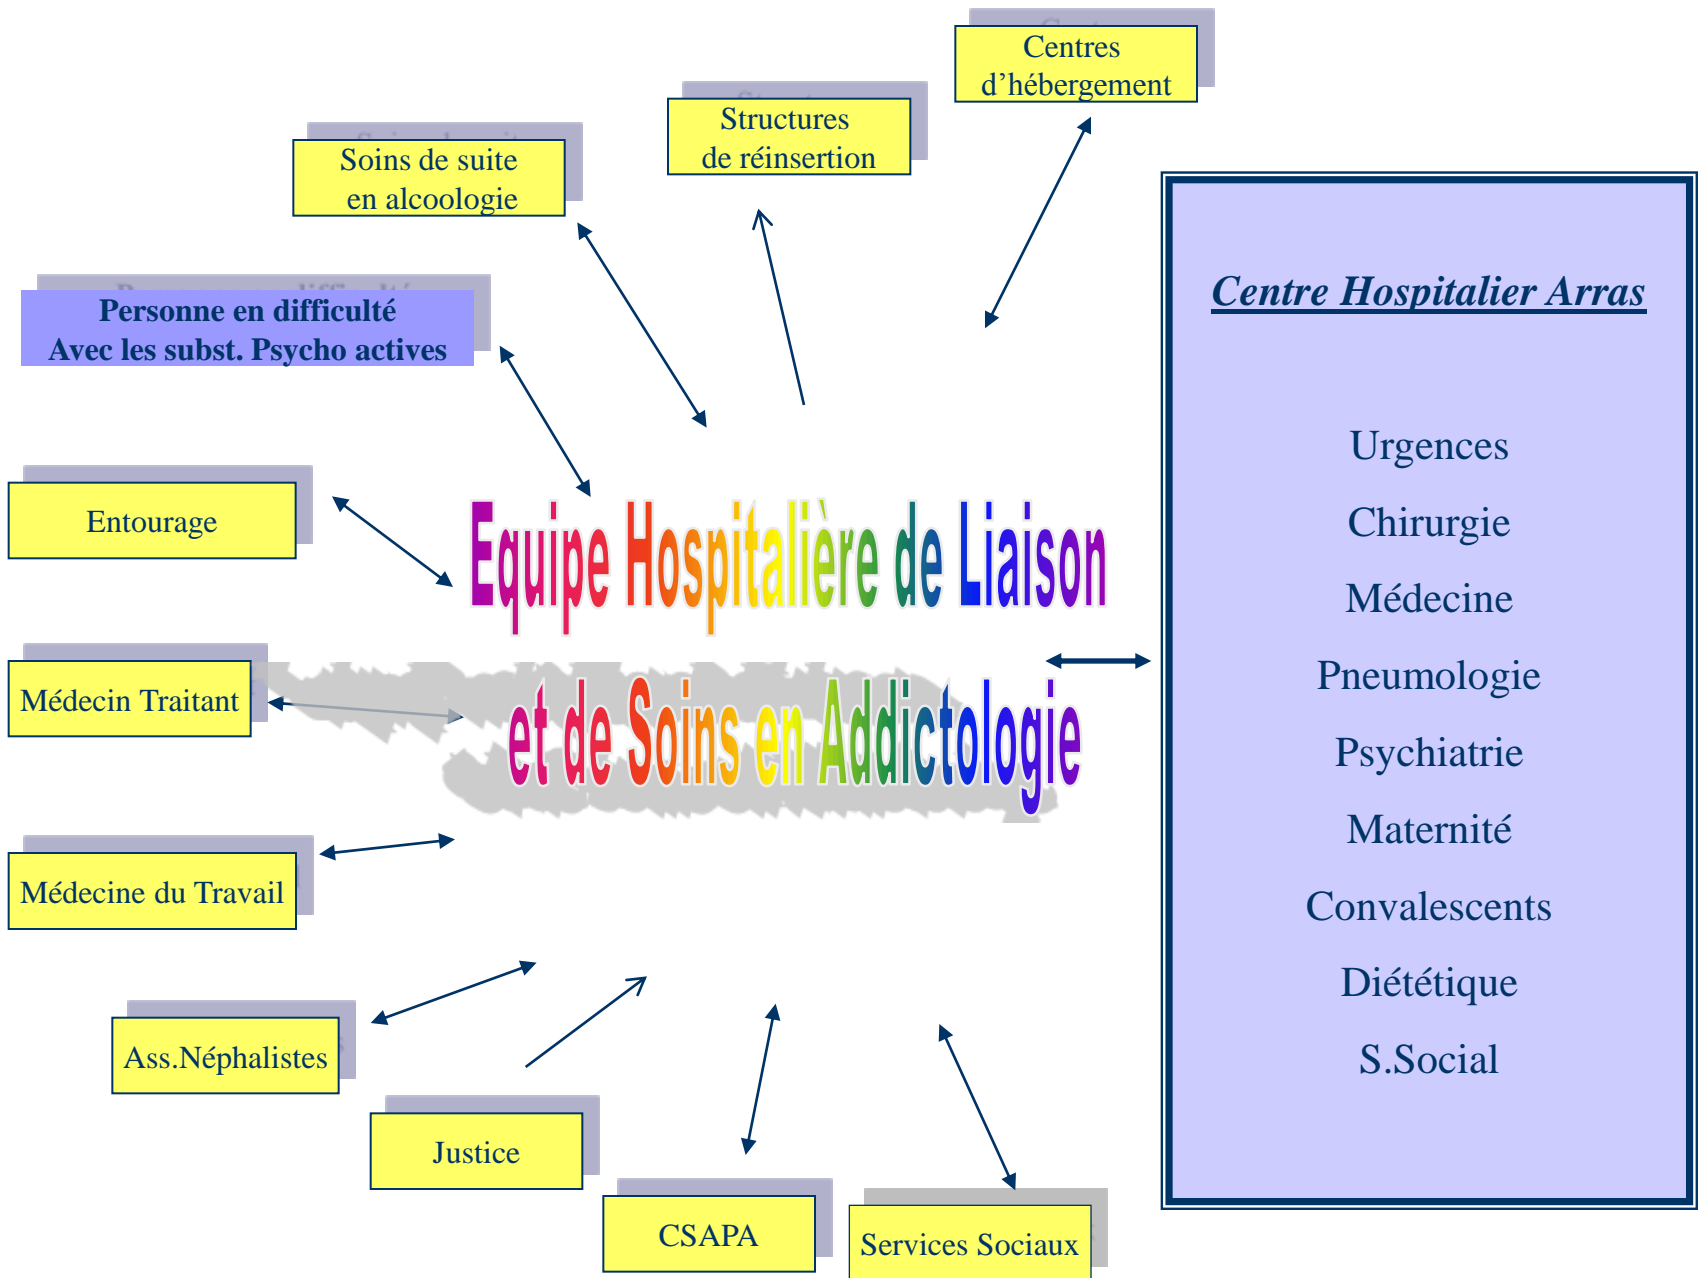 Centres
d’hébergement
Structures
de réinsertion
Soins de suite
en alcoologie
Personne en difficulté
Avec les subst. Psycho actives
Entourage
Médecin Traitant
Médecine du Travail
Ass.Néphalistes
Justice
CSAPA
Services Sociaux
Equipe Hospitalière de Liaison
et de Soins en Addictologie
Centre Hospitalier Arras
Urgences
Chirurgie
Médecine
Pneumologie
Psychiatrie
Maternité
Convalescents
Diététique
S.Social